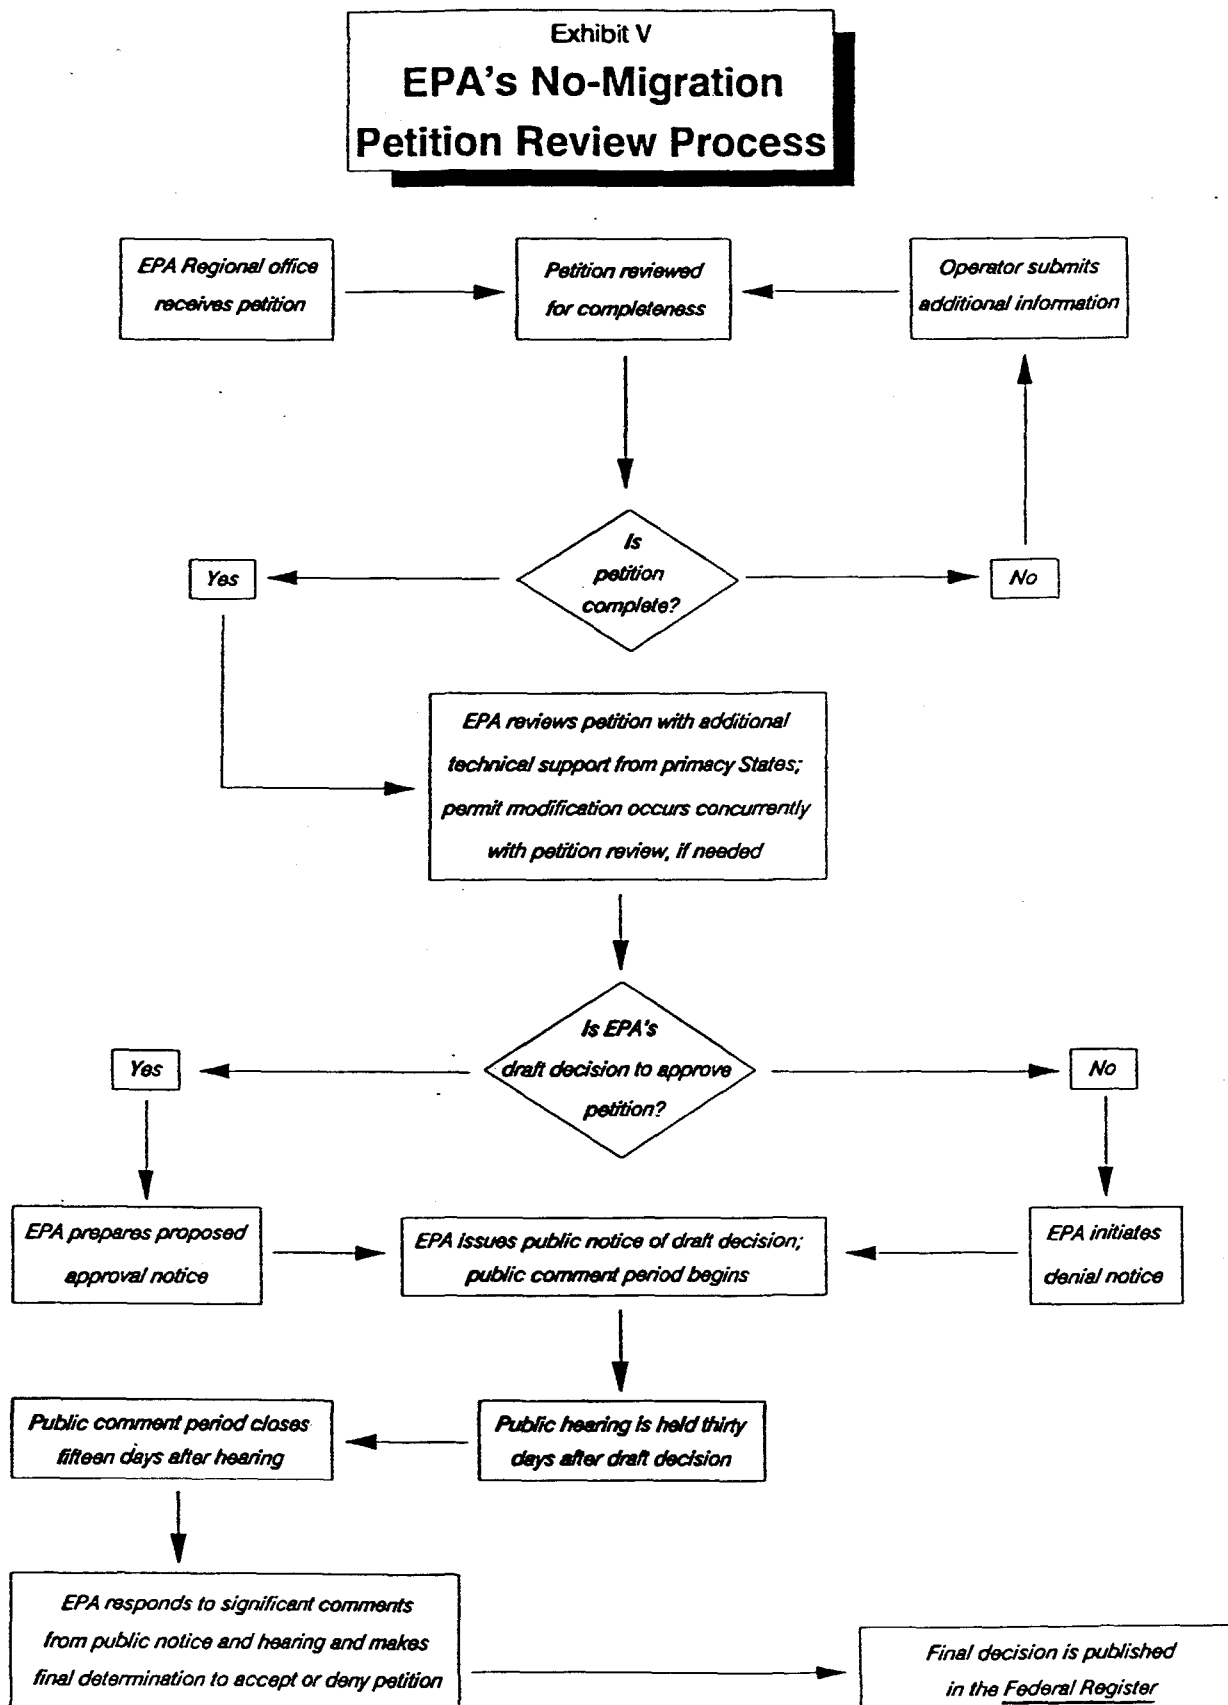 Exhibit V
EPA's No-Migration
Petition Review Process
EPA Regional office
receives petition
Petition reviewed
for completeness
Operator submits
additional information
Is
petition
complete?
Yes
No
EPA reviews petition with additional
technical support from primacy States;
permit modification occurs concurrently
with petition review, if needed
Is EPA's
draft decision to approve
petition?
Yes
No
EPA prepares proposed
approval notice
EPA issues public notice of draft decision;
public comment period begins
EPA initiates
denial notice
Public comment period closes
fifteen days after hearing
Public hearing is held thirty
days after draft decision
EPA responds to significant comments
from public notice and hearing and makes
final determination to accept or deny petition
Final decision is published
in the Federal Register